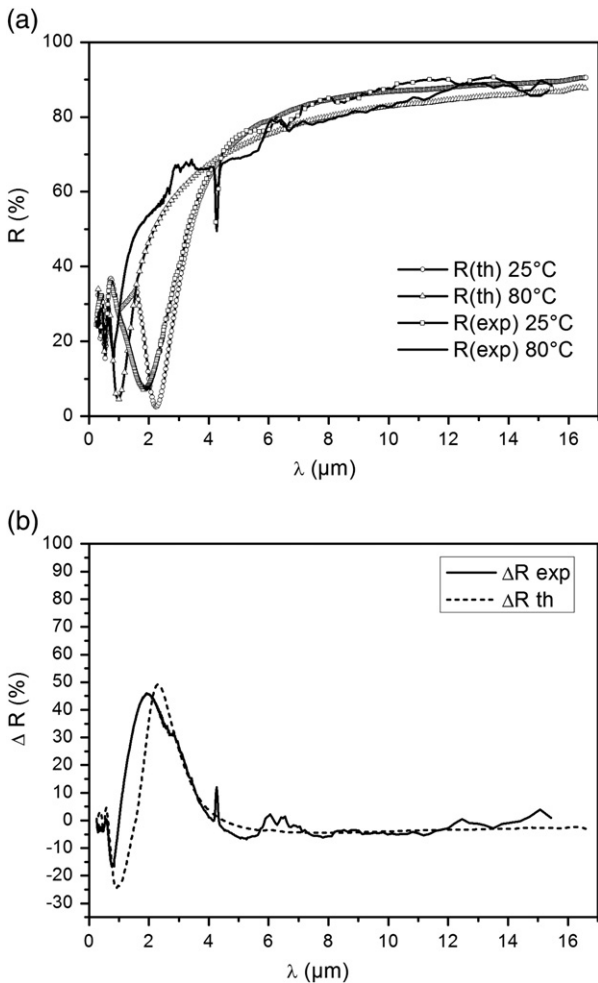 (a)
100
80
60
40
20
0
R (%)
R(th) 25°C
R(th) 80°C
R(exp) 25°C
R(exp) 80°C
0 2 4 6 8 10 12 14 16
λ (μm)
(b)
100
90
80
70
60
50
40
30
20
10
0
-10
-20
-30
Δ R (%)
ΔR exp
ΔR th
0 2 4 6 8 10 12 14 16
λ (μm)